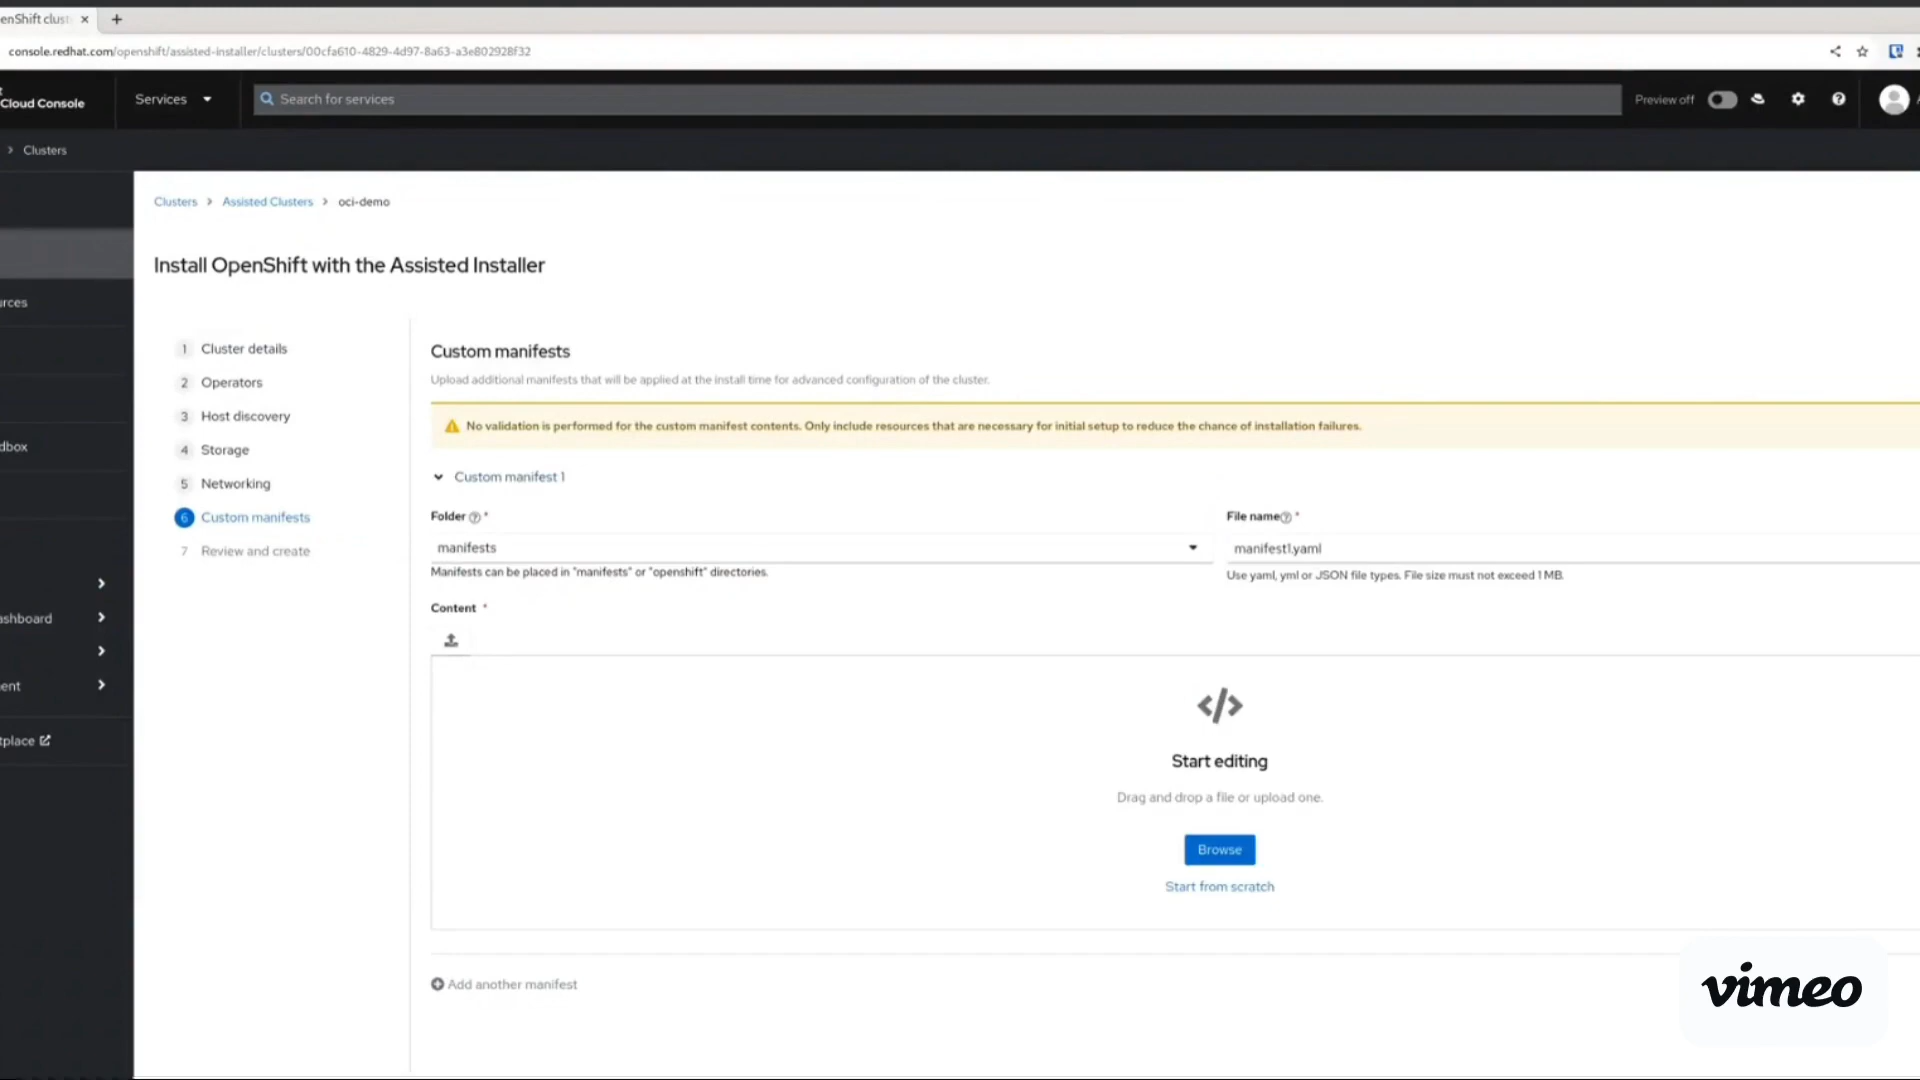 enShift clust
console.redhat.com/openshift/assisted-installer/clusters/00cfa610-4829-4d97-8a63-a3e802928f32
Cloud Console
Services
Search for services
Preview off
Clusters
Clusters > Assisted Clusters > oci-demo
Install OpenShift with the Assisted Installer
urces
dbox
ashboard
ent
tplace
1 Cluster details
2 Operators
3 Host discovery
4 Storage
5 Networking
6 Custom manifests
7 Review and create
Custom manifests
Upload additional manifests that will be applied at the install time for advanced configuration of the cluster.
No validation is performed for the custom manifest contents. Only include resources that are necessary for initial setup to reduce the chance of installation failures.
Custom manifest 1
Folder *
manifests
Manifests can be placed in "manifests" or "openshift" directories.
File name *
manifest1.yaml
Use yaml, yml or JSON file types. File size must not exceed 1 MB.
Content *
</>
Start editing
Drag and drop a file or upload one.
Browse
Start from scratch
Add another manifest
vimeo